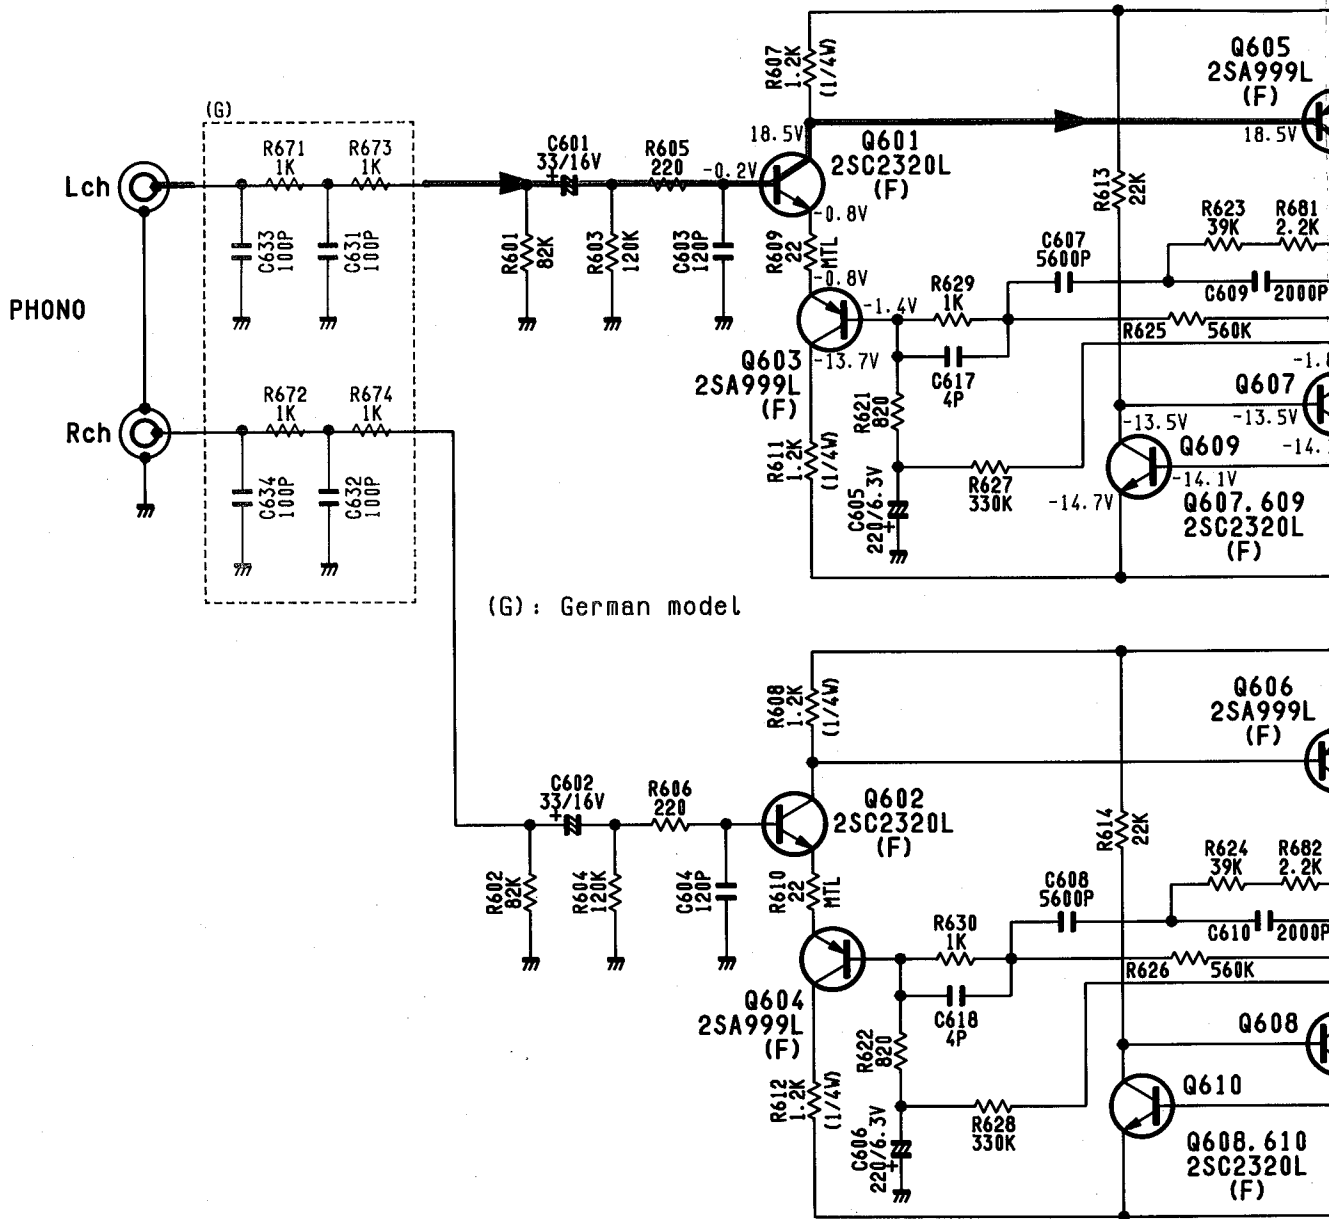 (G)
R671
1K
R673
1K
Lch
C633
100P
C631
100P
PHONO
R672
1K
R674
1K
Rch
C634
100P
C632
100P
(G): German model
C601
33/16V
+
R605
220
-0.2V
R601
82K
R603
120K
C603
120P
R607
1.2K
(1/4W)
18.5V
Q601
2SC2320L
(F)
-0.8V
R609
22
MTL
-0.8V
-1.4V
R629
1K
Q603
2SA999L
(F)
-13.7V
C617
4P
R621
820
R611
1.2K
(1/4W)
C605
220/6.3V
+
R627
330K
Q605
2SA999L
(F)
18.5V
R613
22K
R623
39K
R681
2.2K
C607
5600P
C609
2000P
R625
560K
-1.8
Q607
-13.5V
-13.5V
-14.
Q609
-14.1V
-14.7V
Q607.609
2SC2320L
(F)
R608
1.2K
(1/4W)
C602
33/16V
+
R606
220
Q602
2SC2320L
(F)
R602
82K
R604
120K
C604
120P
R610
22
MTL
R630
1K
Q604
2SA999L
(F)
C618
4P
R622
820
R612
1.2K
(1/4W)
C606
220/6.3V
+
R628
330K
Q606
2SA999L
(F)
R614
22K
R624
39K
R682
2.2K
C608
5600P
C610
2000P
R626
560K
Q608
Q610
Q608.610
2SC2320L
(F)